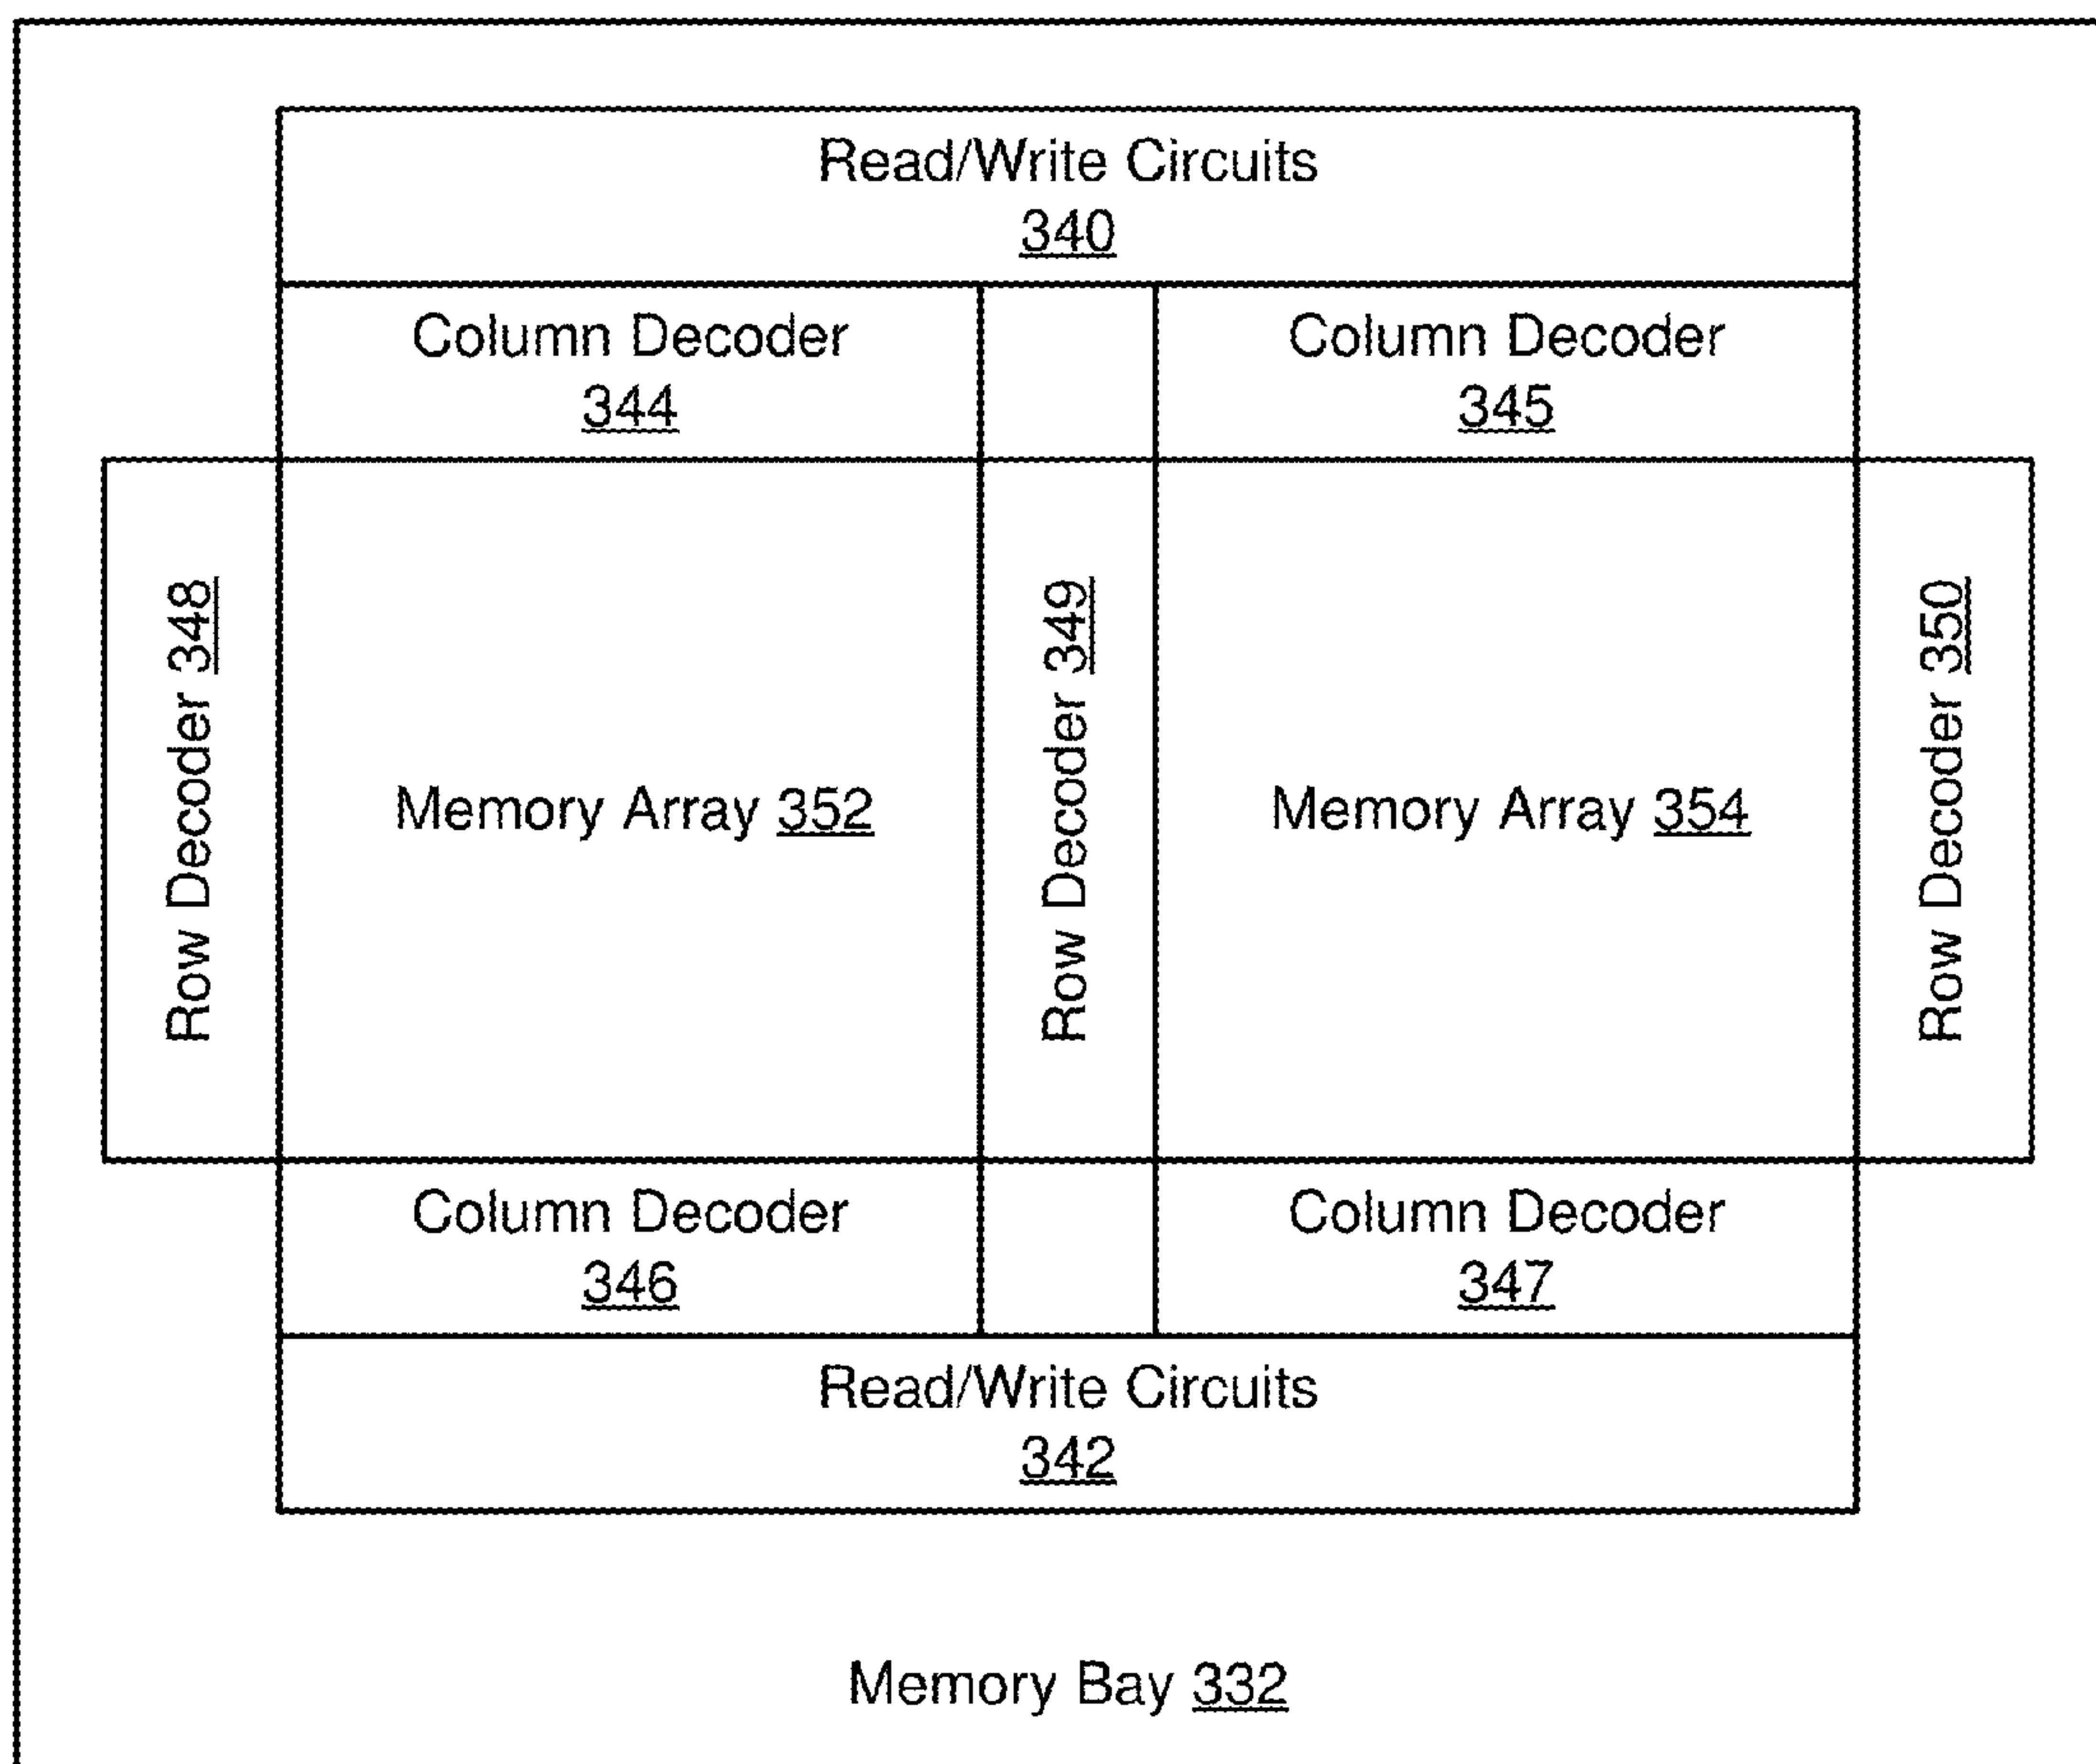 Read/Write Circuits
340
Column Decoder
344
Column Decoder
345
Row Decoder 348
Memory Array 352
Row Decoder 349
Memory Array 354
Row Decoder 350
Column Decoder
346
Column Decoder
347
Read/Write Circuits
342
Memory Bay 332